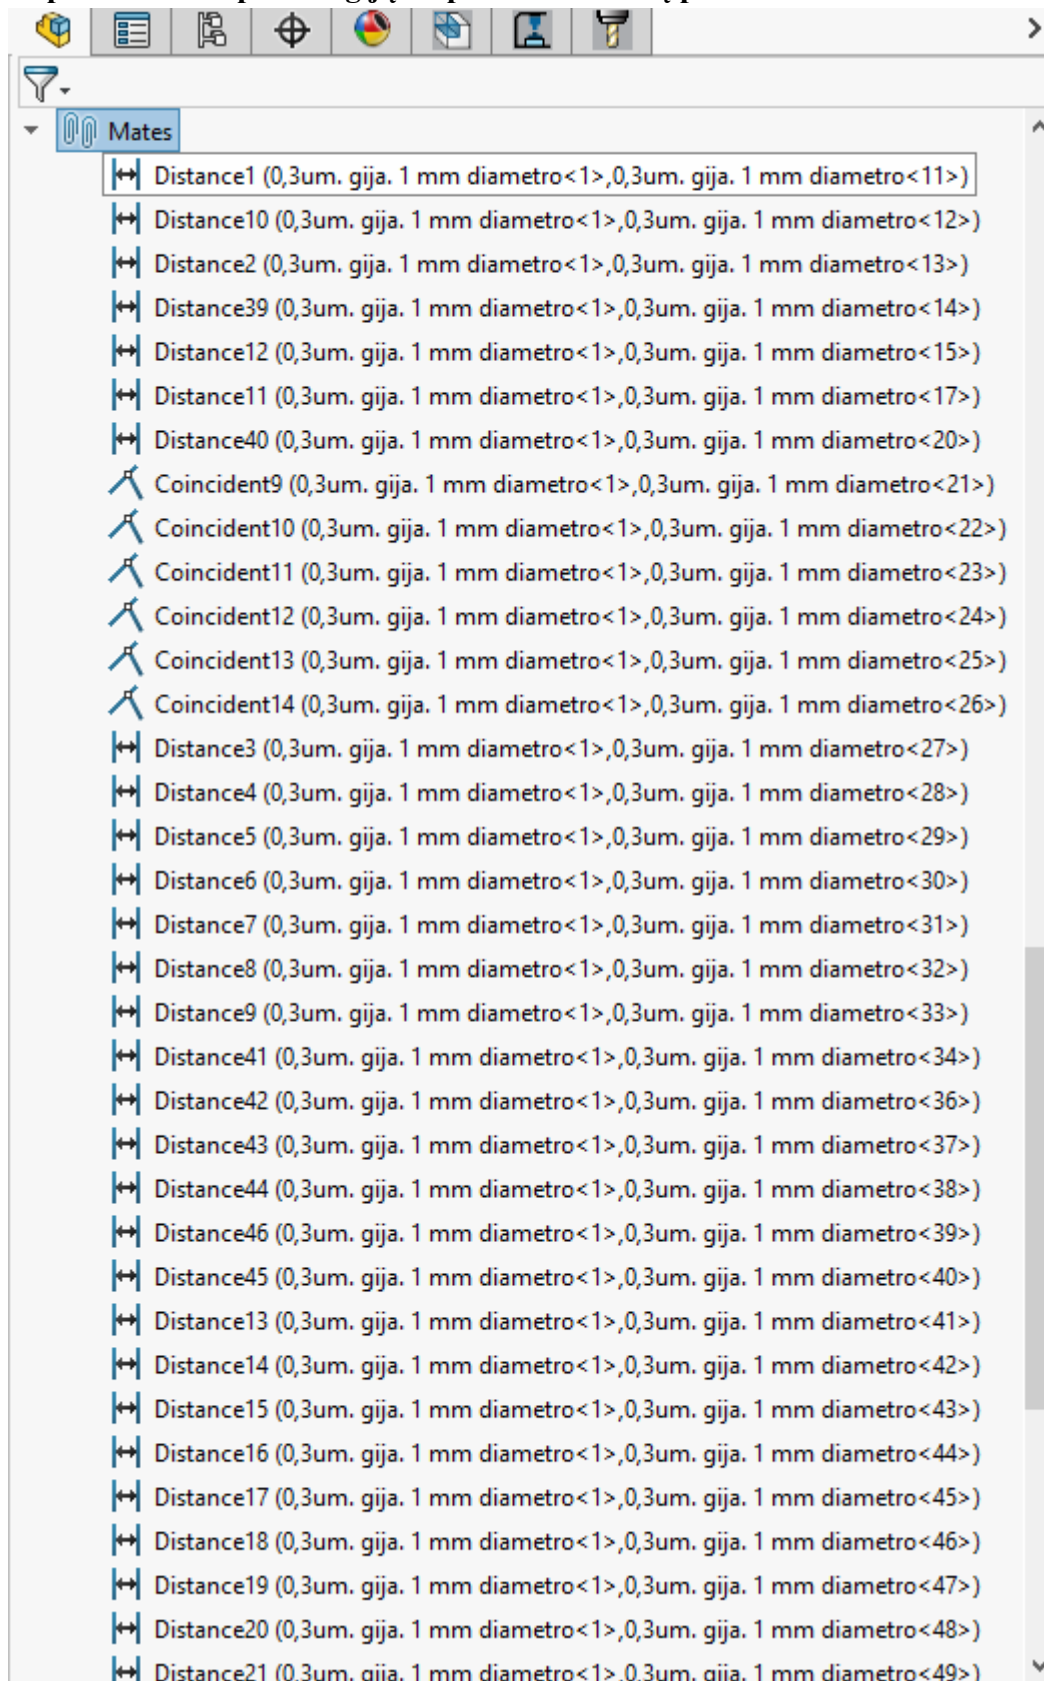 Mates
Distance1 (0,3um. gija. 1 mm diametro<1>,0,3um. gija. 1 mm diametro<11>)
Distance10 (0,3um. gija. 1 mm diametro<1>,0,3um. gija. 1 mm diametro<12>)
Distance2 (0,3um. gija. 1 mm diametro<1>,0,3um. gija. 1 mm diametro<13>)
Distance39 (0,3um. gija. 1 mm diametro<1>,0,3um. gija. 1 mm diametro<14>)
Distance12 (0,3um. gija. 1 mm diametro<1>,0,3um. gija. 1 mm diametro<15>)
Distance11 (0,3um. gija. 1 mm diametro<1>,0,3um. gija. 1 mm diametro<17>)
Distance40 (0,3um. gija. 1 mm diametro<1>,0,3um. gija. 1 mm diametro<20>)
Coincident9 (0,3um. gija. 1 mm diametro<1>,0,3um. gija. 1 mm diametro<21>)
Coincident10 (0,3um. gija. 1 mm diametro<1>,0,3um. gija. 1 mm diametro<22>)
Coincident11 (0,3um. gija. 1 mm diametro<1>,0,3um. gija. 1 mm diametro<23>)
Coincident12 (0,3um. gija. 1 mm diametro<1>,0,3um. gija. 1 mm diametro<24>)
Coincident13 (0,3um. gija. 1 mm diametro<1>,0,3um. gija. 1 mm diametro<25>)
Coincident14 (0,3um. gija. 1 mm diametro<1>,0,3um. gija. 1 mm diametro<26>)
Distance3 (0,3um. gija. 1 mm diametro<1>,0,3um. gija. 1 mm diametro<27>)
Distance4 (0,3um. gija. 1 mm diametro<1>,0,3um. gija. 1 mm diametro<28>)
Distance5 (0,3um. gija. 1 mm diametro<1>,0,3um. gija. 1 mm diametro<29>)
Distance6 (0,3um. gija. 1 mm diametro<1>,0,3um. gija. 1 mm diametro<30>)
Distance7 (0,3um. gija. 1 mm diametro<1>,0,3um. gija. 1 mm diametro<31>)
Distance8 (0,3um. gija. 1 mm diametro<1>,0,3um. gija. 1 mm diametro<32>)
Distance9 (0,3um. gija. 1 mm diametro<1>,0,3um. gija. 1 mm diametro<33>)
Distance41 (0,3um. gija. 1 mm diametro<1>,0,3um. gija. 1 mm diametro<34>)
Distance42 (0,3um. gija. 1 mm diametro<1>,0,3um. gija. 1 mm diametro<36>)
Distance43 (0,3um. gija. 1 mm diametro<1>,0,3um. gija. 1 mm diametro<37>)
Distance44 (0,3um. gija. 1 mm diametro<1>,0,3um. gija. 1 mm diametro<38>)
Distance46 (0,3um. gija. 1 mm diametro<1>,0,3um. gija. 1 mm diametro<39>)
Distance45 (0,3um. gija. 1 mm diametro<1>,0,3um. gija. 1 mm diametro<40>)
Distance13 (0,3um. gija. 1 mm diametro<1>,0,3um. gija. 1 mm diametro<41>)
Distance14 (0,3um. gija. 1 mm diametro<1>,0,3um. gija. 1 mm diametro<42>)
Distance15 (0,3um. gija. 1 mm diametro<1>,0,3um. gija. 1 mm diametro<43>)
Distance16 (0,3um. gija. 1 mm diametro<1>,0,3um. gija. 1 mm diametro<44>)
Distance17 (0,3um. gija. 1 mm diametro<1>,0,3um. gija. 1 mm diametro<45>)
Distance18 (0,3um. gija. 1 mm diametro<1>,0,3um. gija. 1 mm diametro<46>)
Distance19 (0,3um. gija. 1 mm diametro<1>,0,3um. gija. 1 mm diametro<47>)
Distance20 (0,3um. gija. 1 mm diametro<1>,0,3um. gija. 1 mm diametro<48>)
Distance21 (0,3um. gija. 1 mm diametro<1>,0,3um. gija. 1 mm diametro<49>)